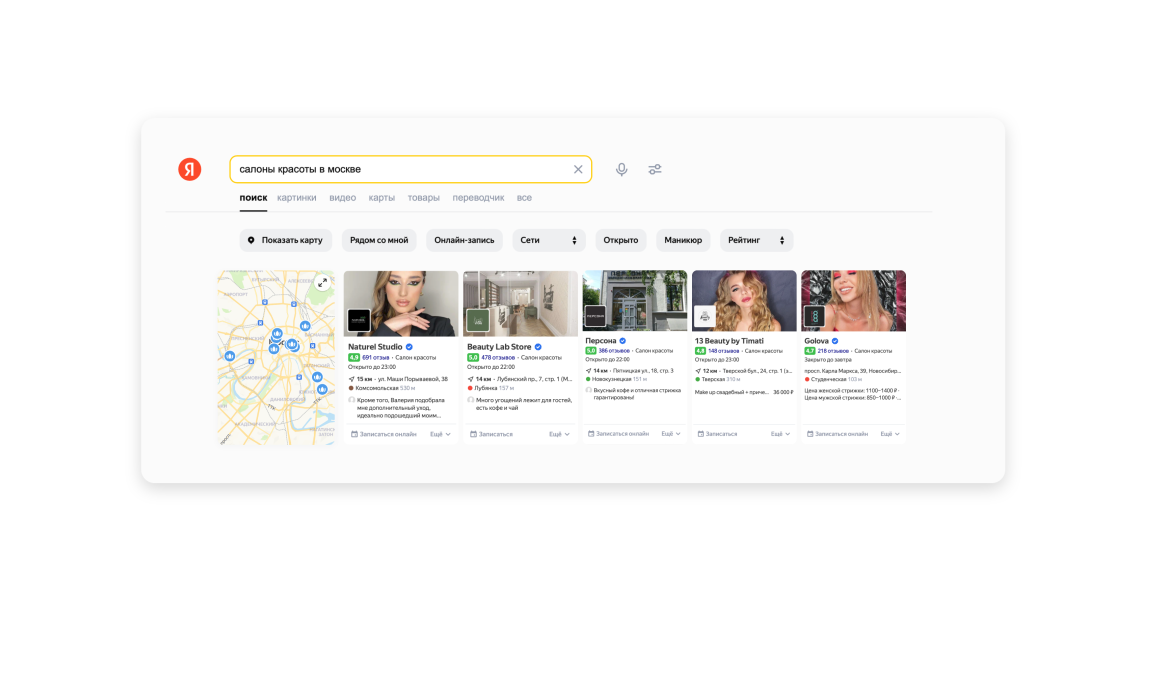 Я
салоны красоты в москве
поиск картинки видео карты товары переводчик все
Показать карту Рядом со мной Онлайн-запись Сети Открыто Маникюр Рейтинг
Naturel Studio
4,9 691 отзыв · Салон красоты
Открыто до 23:00
15 км · ул. Маши Порываевой, 38
Комсомольская 530 м
Кроме того, Валерия подобрала
мне дополнительный уход,
идеально подошедший моим...
Записаться онлайн Ещё
Beauty Lab Store
5,0 478 отзывов · Салон красоты
Открыто до 22:00
14 км · Лубянский пр., 7, стр. 1 (М...
Лубянка 157 м
Много угощений лежит для гостей,
есть кофе и чай
Записаться Ещё
ПЕРСОНА
Персона
5,0 386 отзывов · Салон красоты
Открыто до 22:00
14 км · Пятницкая ул., 18, стр. 3
Новокузнецкая 151 м
Вкусный кофе и отличная стрижка
гарантированы!
Записаться онлайн Ещё
13 Beauty by Timati
4,8 148 отзывов · Салон красоты
Открыто до 23:00
12 км · Тверской бул., 24, стр. 1 (э...
Тверская 310 м
Make up свадебный + приче... 36 000 ₽
Записаться Ещё
Golova
4,7 218 отзывов · Салон красоты
Закрыто до завтра
просп. Карла Маркса, 39, Новосибир...
Студенческая 103 м
Цена женской стрижки: 1100–1400 ₽ ·
Цена мужской стрижки: 850–1000 ₽ ·...
Записаться онлайн Ещё